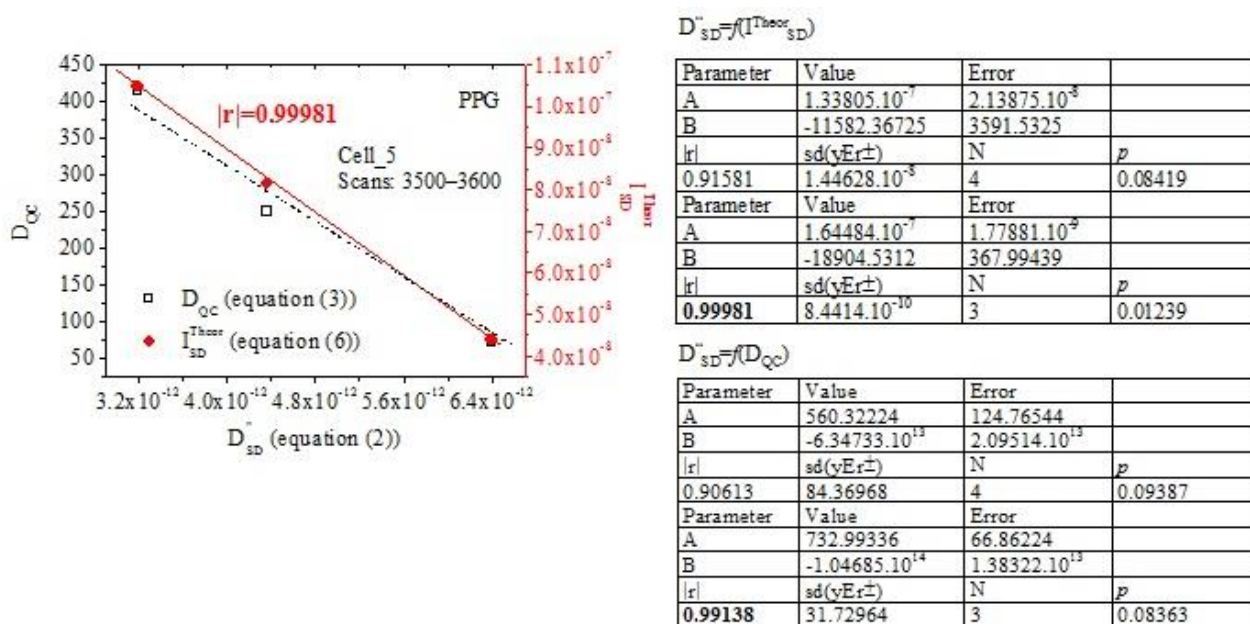 450
400
350
300
250
200
150
100
50
D_QC
|r|=0.99981
PPG
Cell_5
Scans: 3500–3600
D_QC (equation (3))
I_SD^Theor (equation (6))
1.1x10^-7
1.0x10^-7
9.0x10^-8
8.0x10^-8
7.0x10^-8
6.0x10^-8
5.0x10^-8
4.0x10^-8
I_SD^Theor
3.2x10^-12 4.0x10^-12 4.8x10^-12 5.6x10^-12 6.4x10^-12
D"_SD (equation (2))
D"_SD=f(I^Theor_SD)
Parameter Value Error
A 1.33805.10^-7 2.13875.10^-8
B -11582.36725 3591.5325
|r| sd(yEr±) N p
0.91581 1.44628.10^-8 4 0.08419
Parameter Value Error
A 1.64484.10^-7 1.77881.10^-9
B -18904.5312 367.99439
|r| sd(yEr±) N p
0.99981 8.4414.10^-10 3 0.01239
D"_SD=f(D_QC)
Parameter Value Error
A 560.32224 124.76544
B -6.34733.10^13 2.09514.10^13
|r| sd(yEr±) N p
0.90613 84.36968 4 0.09387
Parameter Value Error
A 732.99336 66.86224
B -1.04685.10^14 1.38322.10^13
|r| sd(yEr±) N p
0.99138 31.72964 3 0.08363